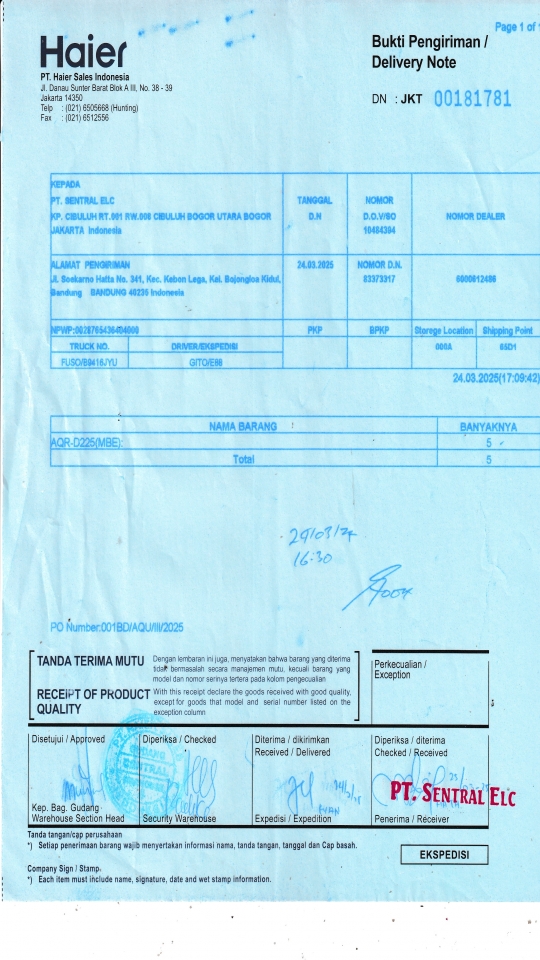 Page 1 of
Haier
Bukti Pengiriman /
Delivery Note
PT. Haier Sales Indonesia
Jl. Danau Sunter Barat Blok A III, No. 38 - 39
Jakarta 14350
Telp : (021) 6505668 (Hunting)
Fax : (021) 6512556
DN : JKT 00181781
KEPADA
PT. SENTRAL ELC
KP. CIBULUH RT.001 RW.008 CIBULUH BOGOR UTARA BOGOR
JAKARTA Indonesia
TANGGAL
D.N
NOMOR
D.O.V/SO
10484394
NOMOR DEALER
ALAMAT PENGIRIMAN
Jl. Soekarno Hatta No. 341, Kec. Kebon Lega, Kel. Bojongloa Kidul,
Bandung BANDUNG 40235 Indonesia
24.03.2025
NOMOR D.N.
83373317
6000612486
NPWP:0028765436404000
PKP
BPKP
Storage Location
Shipping Point
TRUCK NO.
DRIVER/EKSPEDISI
000A
65D1
FUSO/B9416JYU
GITO/E68
24.03.2025(17:09:42)
NAMA BARANG :
BANYAKNYA
AQR-D225(MBE):
5
Total
5
16:30
PO Number:001BD/AQU/III/2025
TANDA TERIMA MUTU
Dengan lembaran ini juga, menyatakan bahwa barang yang diterima
tidak bermasalah secara manajemen mutu, kecuali barang yang
model dan nomor serinya tertera pada kolom pengecualian
RECEIPT OF PRODUCT
QUALITY
With this receipt declare the goods received with good quality,
except for goods that model and serial number listed on the
exception column
Perkecualian /
Exception
Disetujui / Approved
Diperiksa / Checked
Diterima / dikirimkan
Received / Delivered
Diperiksa / diterima
Checked / Received
PT. SENTRAL ELC
Kep. Bag. Gudang
Warehouse Section Head
Security Warehouse
Expedisi / Expedition
Penerima / Receiver
Tanda tangan/cap perusahaan
*) Setiap penerimaan barang wajib menyertakan informasi nama, tanda tangan, tanggal dan Cap basah.
EKSPEDISI
Company Sign / Stamp.
*) Each item must include name, signature, date and wet stamp information.